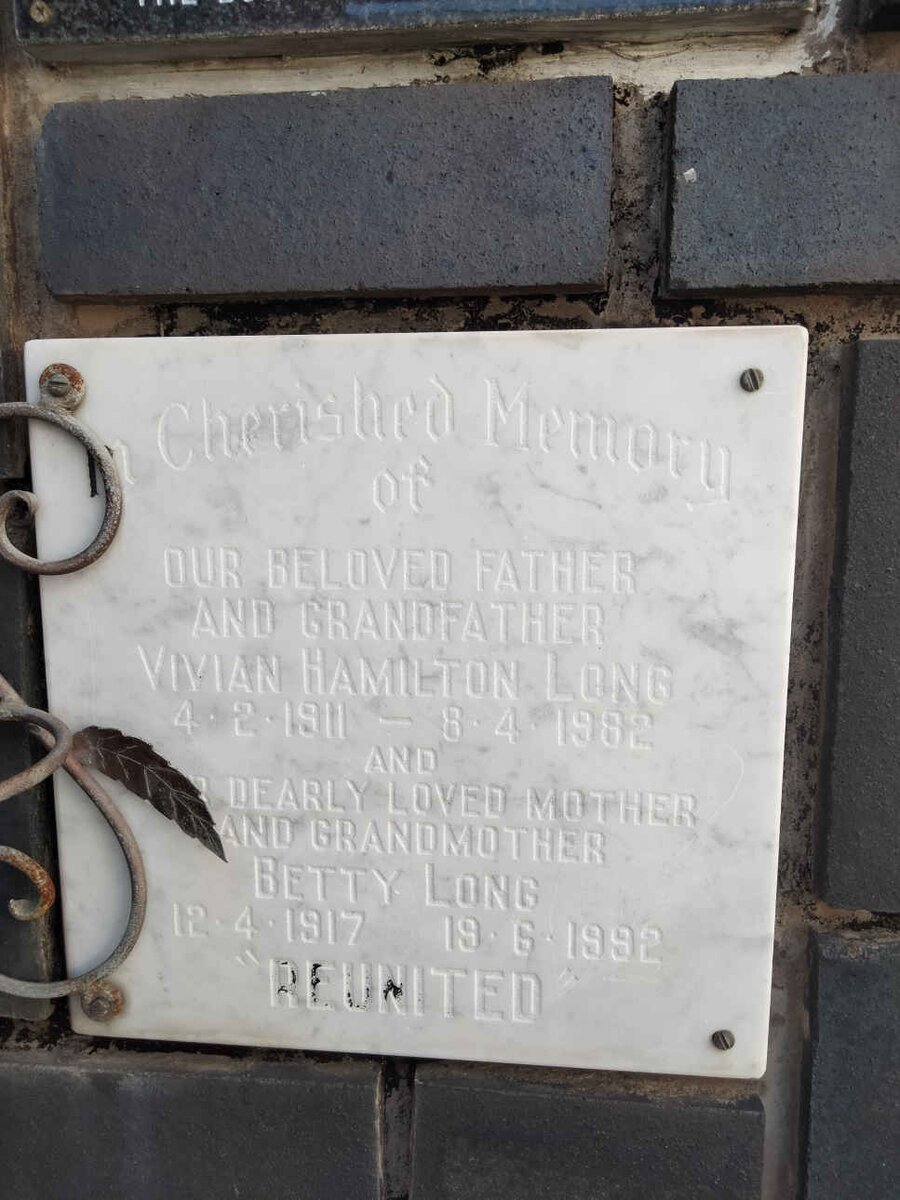 In Cherished Memory
of
OUR BELOVED FATHER
AND GRANDFATHER
VIVIAN HAMILTON LONG
4·2·1911 — 8·4 1982
AND
DEARLY LOVED MOTHER
AND GRANDMOTHER
BETTY LONG
12·4·1917 19·6·1992
"REUNITED"